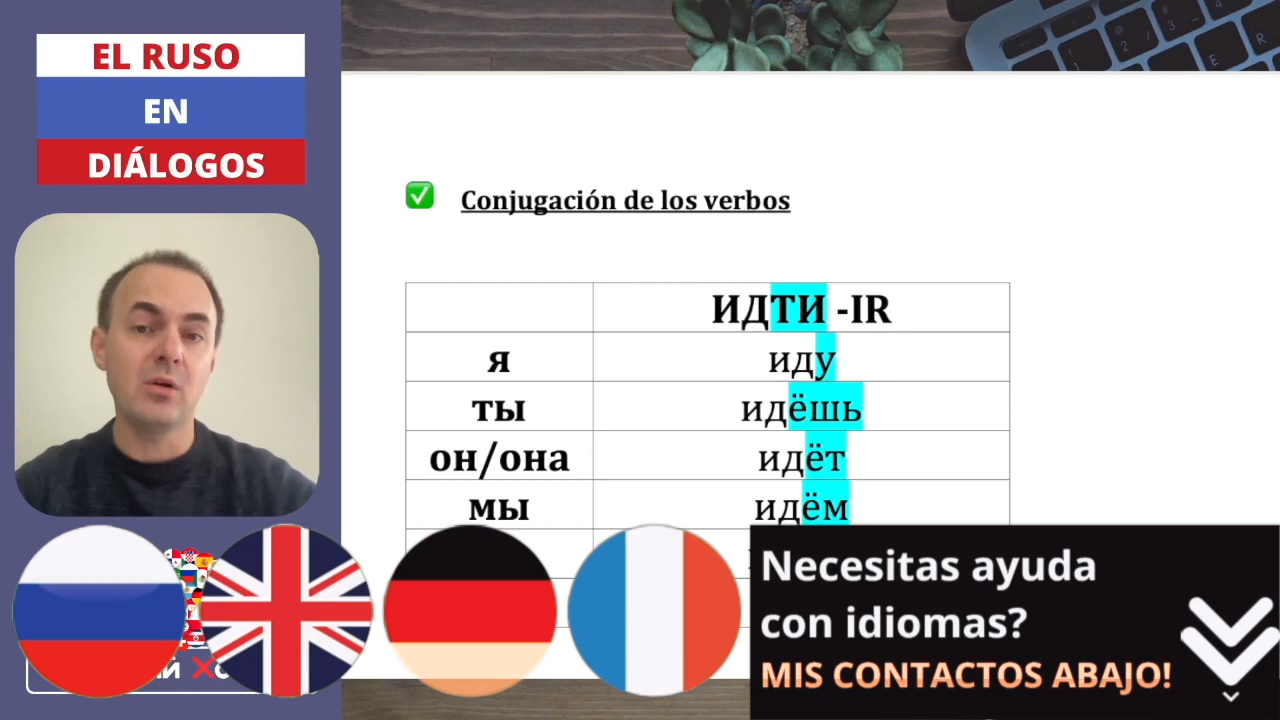 EL RUSO
EN
DIÁLOGOS
Conjugación de los verbos
ИДТИ -IR
я иду
ты идёшь
он/она идёт
мы идём
Necesitas ayuda
con idiomas?
MIS CONTACTOS ABAJO!